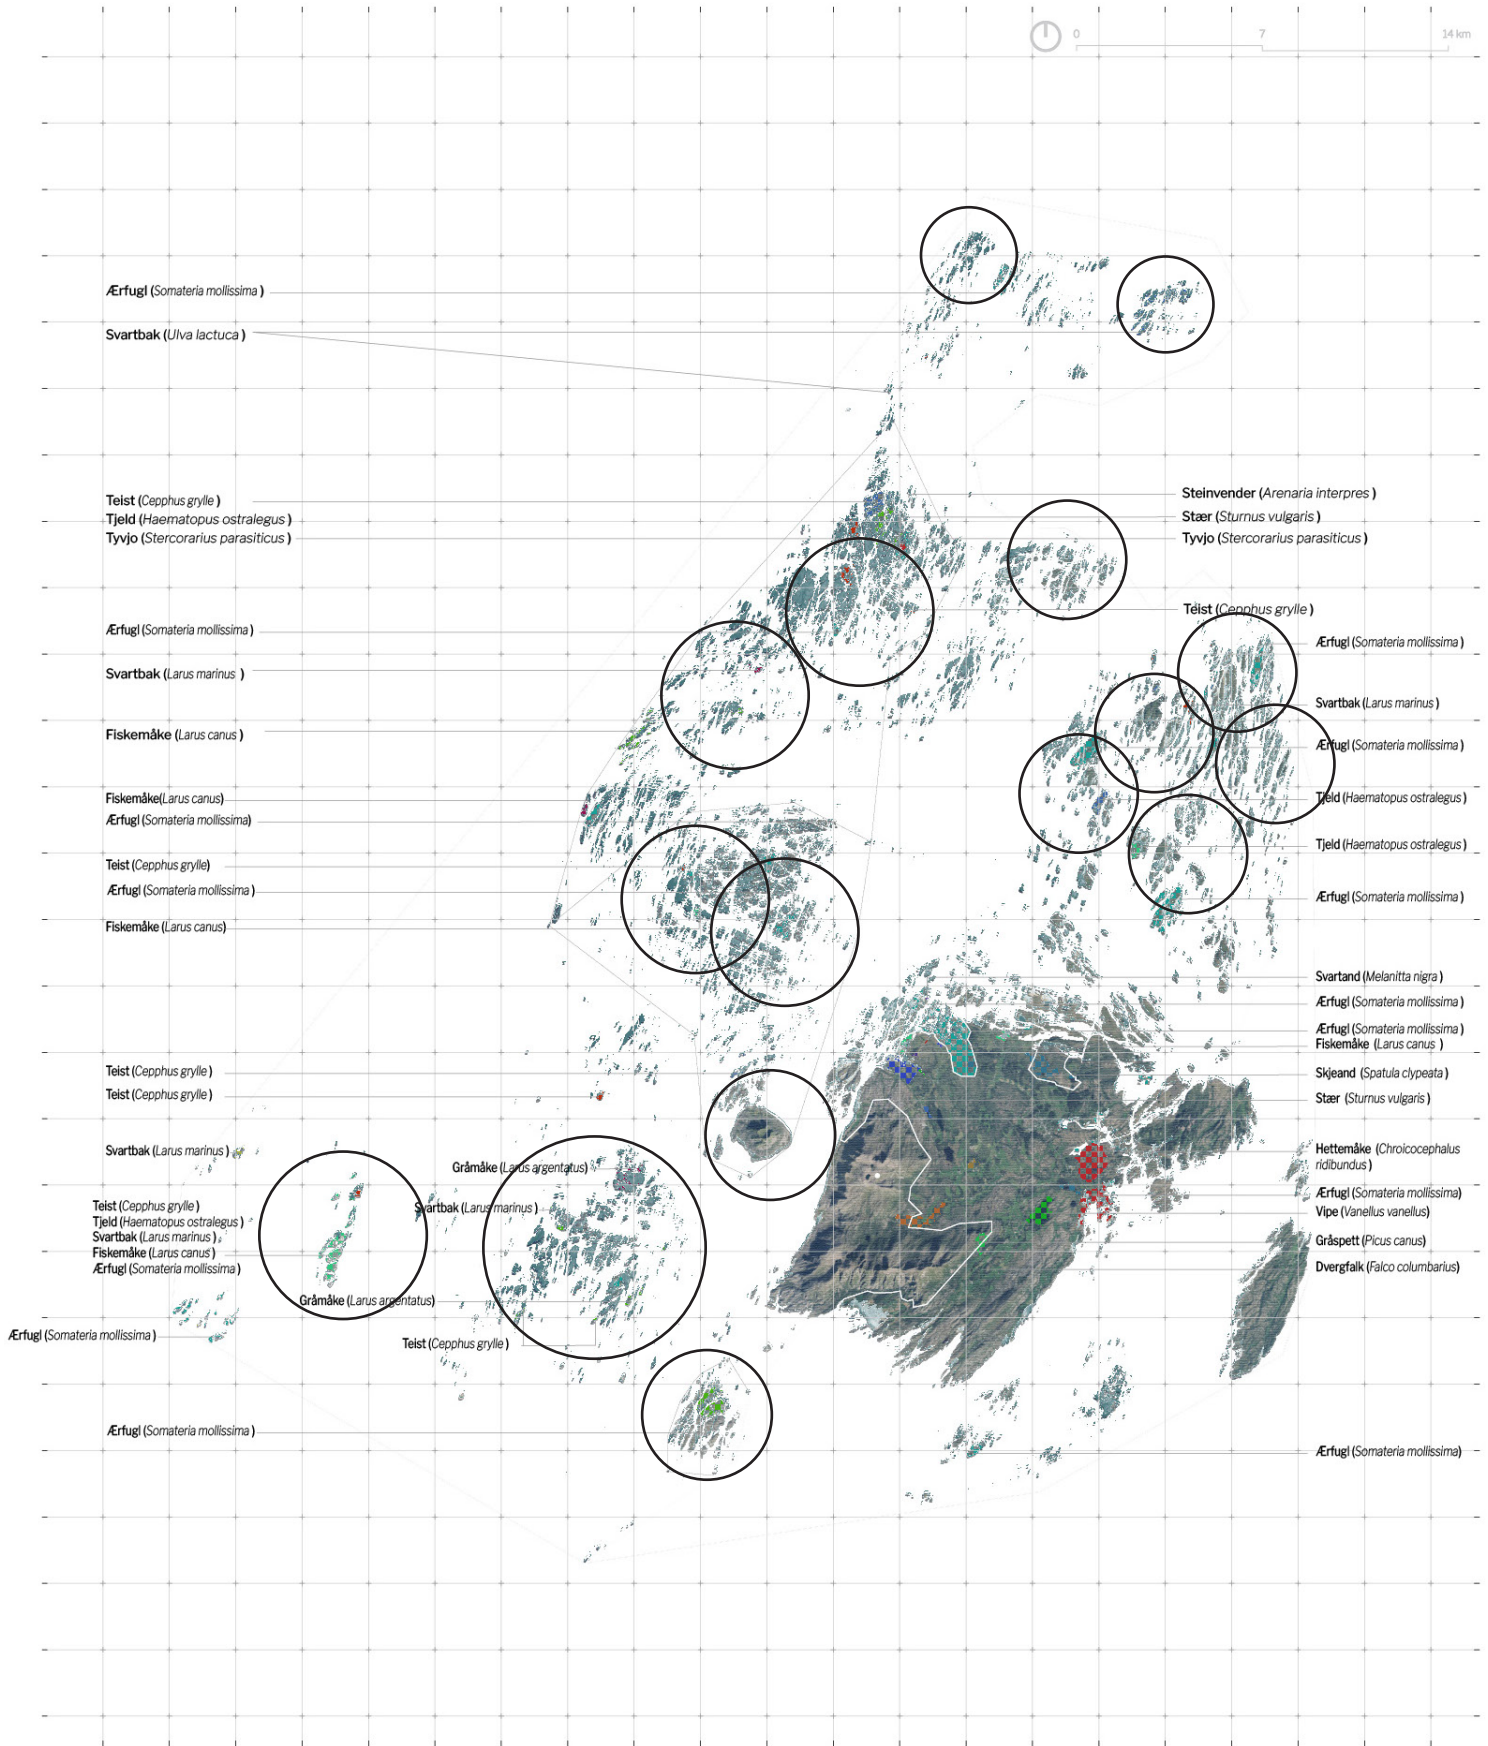 0 7 14 km
Ærfugl (Somateria mollissima )
Svartbak (Ulva lactuca )
Teist (Cepphus grylle )
Tjeld (Haematopus ostralegus )
Tyvjo (Stercorarius parasiticus )
Steinvender (Arenaria interpres )
Stær (Sturnus vulgaris )
Tyvjo (Stercorarius parasiticus )
Teist (Cepphus grylle )
Ærfugl (Somateria mollissima )
Svartbak (Larus marinus )
Fiskemåke (Larus canus )
Fiskemåke(Larus canus)
Ærfugl (Somateria mollissima)
Teist (Cepphus grylle)
Ærfugl (Somateria mollissima )
Fiskemåke (Larus canus)
Ærfugl (Somateria mollissima )
Svartbak (Larus marinus )
Ærfugl (Somateria mollissima )
Tjeld (Haematopus ostralegus )
Tjeld (Haematopus ostralegus )
Ærfugl (Somateria mollissima )
Svartand (Melanitta nigra )
Ærfugl (Somateria mollissima )
Ærfugl (Somateria mollissima )
Fiskemåke (Larus canus )
Skjeand (Spatula clypeata )
Stær (Sturnus vulgaris )
Hettemåke (Chroicocephalus
ridibundus )
Ærfugl (Somateria mollissima)
Vipe (Vanellus vanellus)
Gråspett (Picus canus)
Dvergfalk (Falco columbarius)
Teist (Cepphus grylle )
Teist (Cepphus grylle )
Svartbak (Larus marinus )
Gråmåke (Larus argentatus)
Svartbak (Larus marinus )
Teist (Cepphus grylle )
Tjeld (Haematopus ostralegus )
Svartbak (Larus marinus )
Fiskemåke (Larus canus )
Ærfugl (Somateria mollissima )
Gråmåke (Larus argentatus)
Ærfugl (Somateria mollissima )
Teist (Cepphus grylle )
Ærfugl (Somateria mollissima )
Ærfugl (Somateria mollissima)